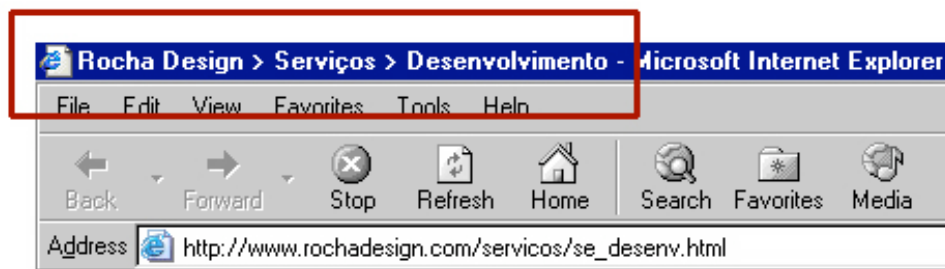 Rocha Design > Serviços > Desenvolvimento - Microsoft Internet Explorer
File Edit View Favorites Tools Help
Back Forward Stop Refresh Home Search Favorites Media
Address http://www.rochadesign.com/servicos/se_desenv.html